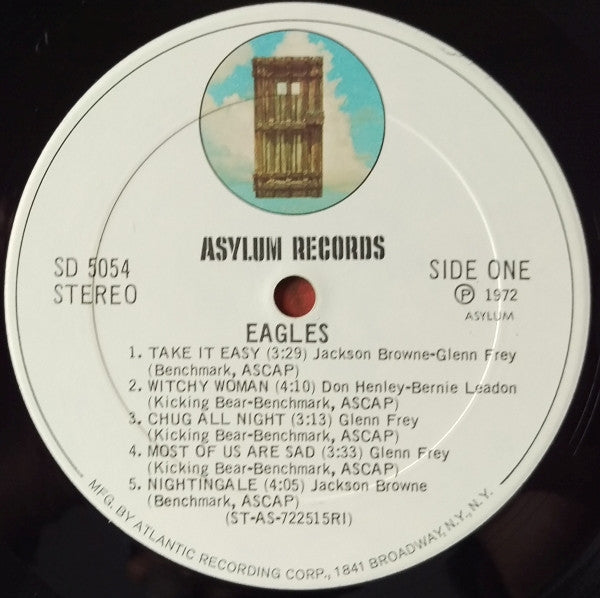 ASYLUM RECORDS
SD 5054
STEREO
SIDE ONE
℗ 1972
ASYLUM
EAGLES
1. TAKE IT EASY (3:29) Jackson Browne-Glenn Frey
(Benchmark, ASCAP)
2. WITCHY WOMAN (4:10) Don Henley-Bernie Leadon
(Kicking Bear-Benchmark, ASCAP)
3. CHUG ALL NIGHT (3:13) Glenn Frey
(Kicking Bear-Benchmark, ASCAP)
4. MOST OF US ARE SAD (3:33) Glenn Frey
(Kicking Bear-Benchmark, ASCAP)
5. NIGHTINGALE (4:05) Jackson Browne
(Benchmark, ASCAP)
(ST-AS-722515RI)
MFG. BY ATLANTIC RECORDING CORP., 1841 BROADWAY, N.Y., N.Y.